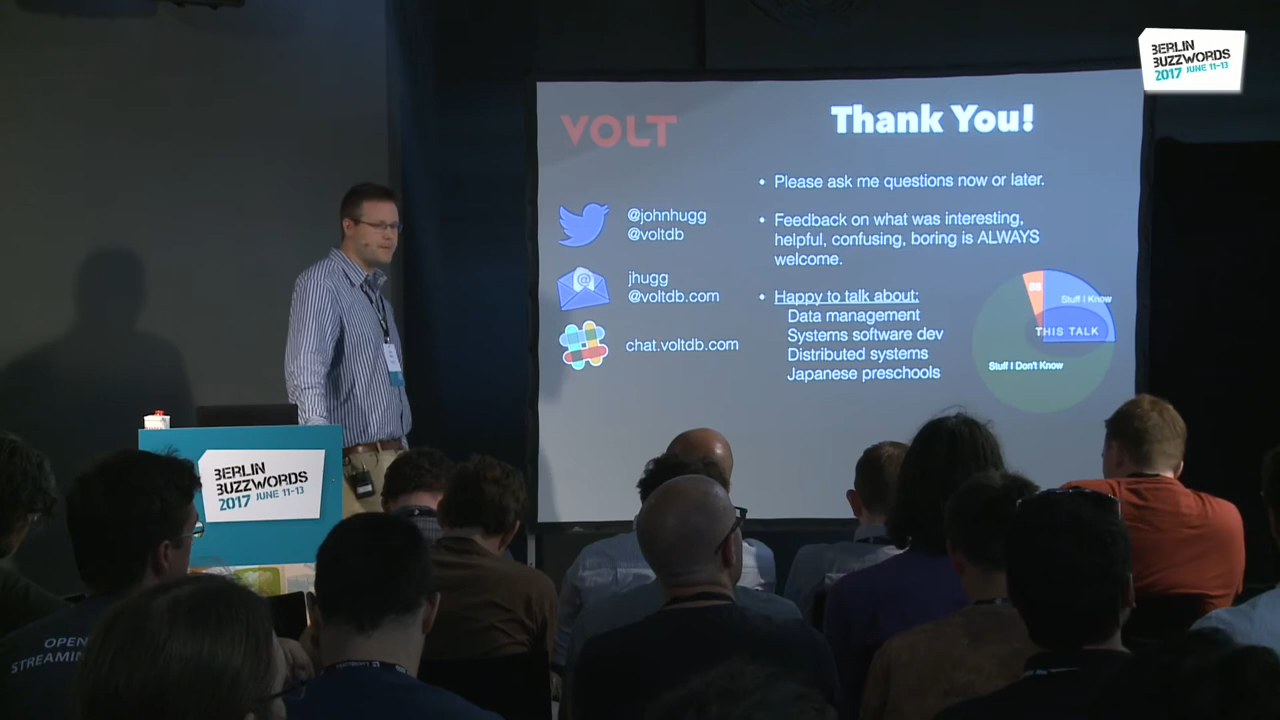 BERLIN
BUZZWORDS
2017 JUNE 11-13
VOLT
Thank You!
• Please ask me questions now or later.
• Feedback on what was interesting,
helpful, confusing, boring is ALWAYS
welcome.
• Happy to talk about:
Data management
Systems software dev
Distributed systems
Japanese preschools
@johnhugg
@voltdb
jhugg
@voltdb.com
chat.voltdb.com
BS
Stuff I Know
THIS TALK
Stuff I Don't Know
BERLIN
BUZZWORDS
2017 JUNE 11-13
OPEN
STREAMIN